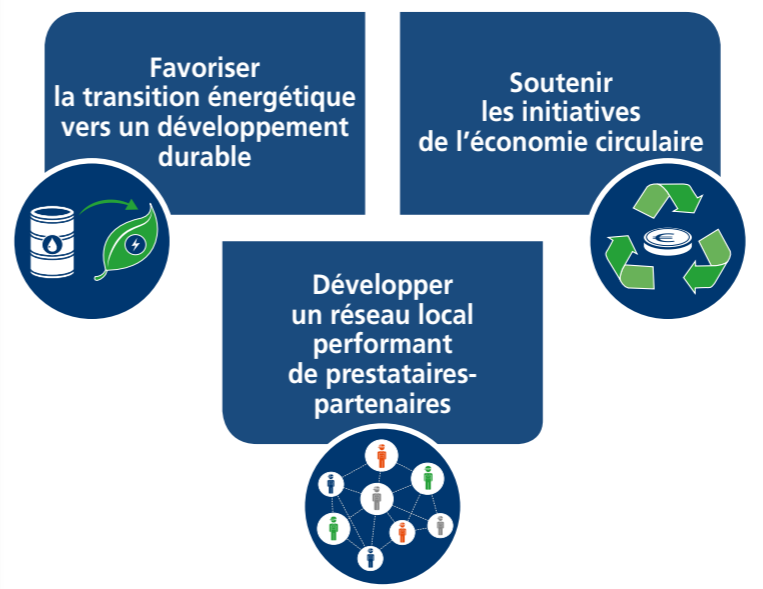 Favoriser
la transition énergétique
vers un développement
durable
Soutenir
les initiatives
de l’économie circulaire
€
Développer
un réseau local
performant
de prestataires-
partenaires